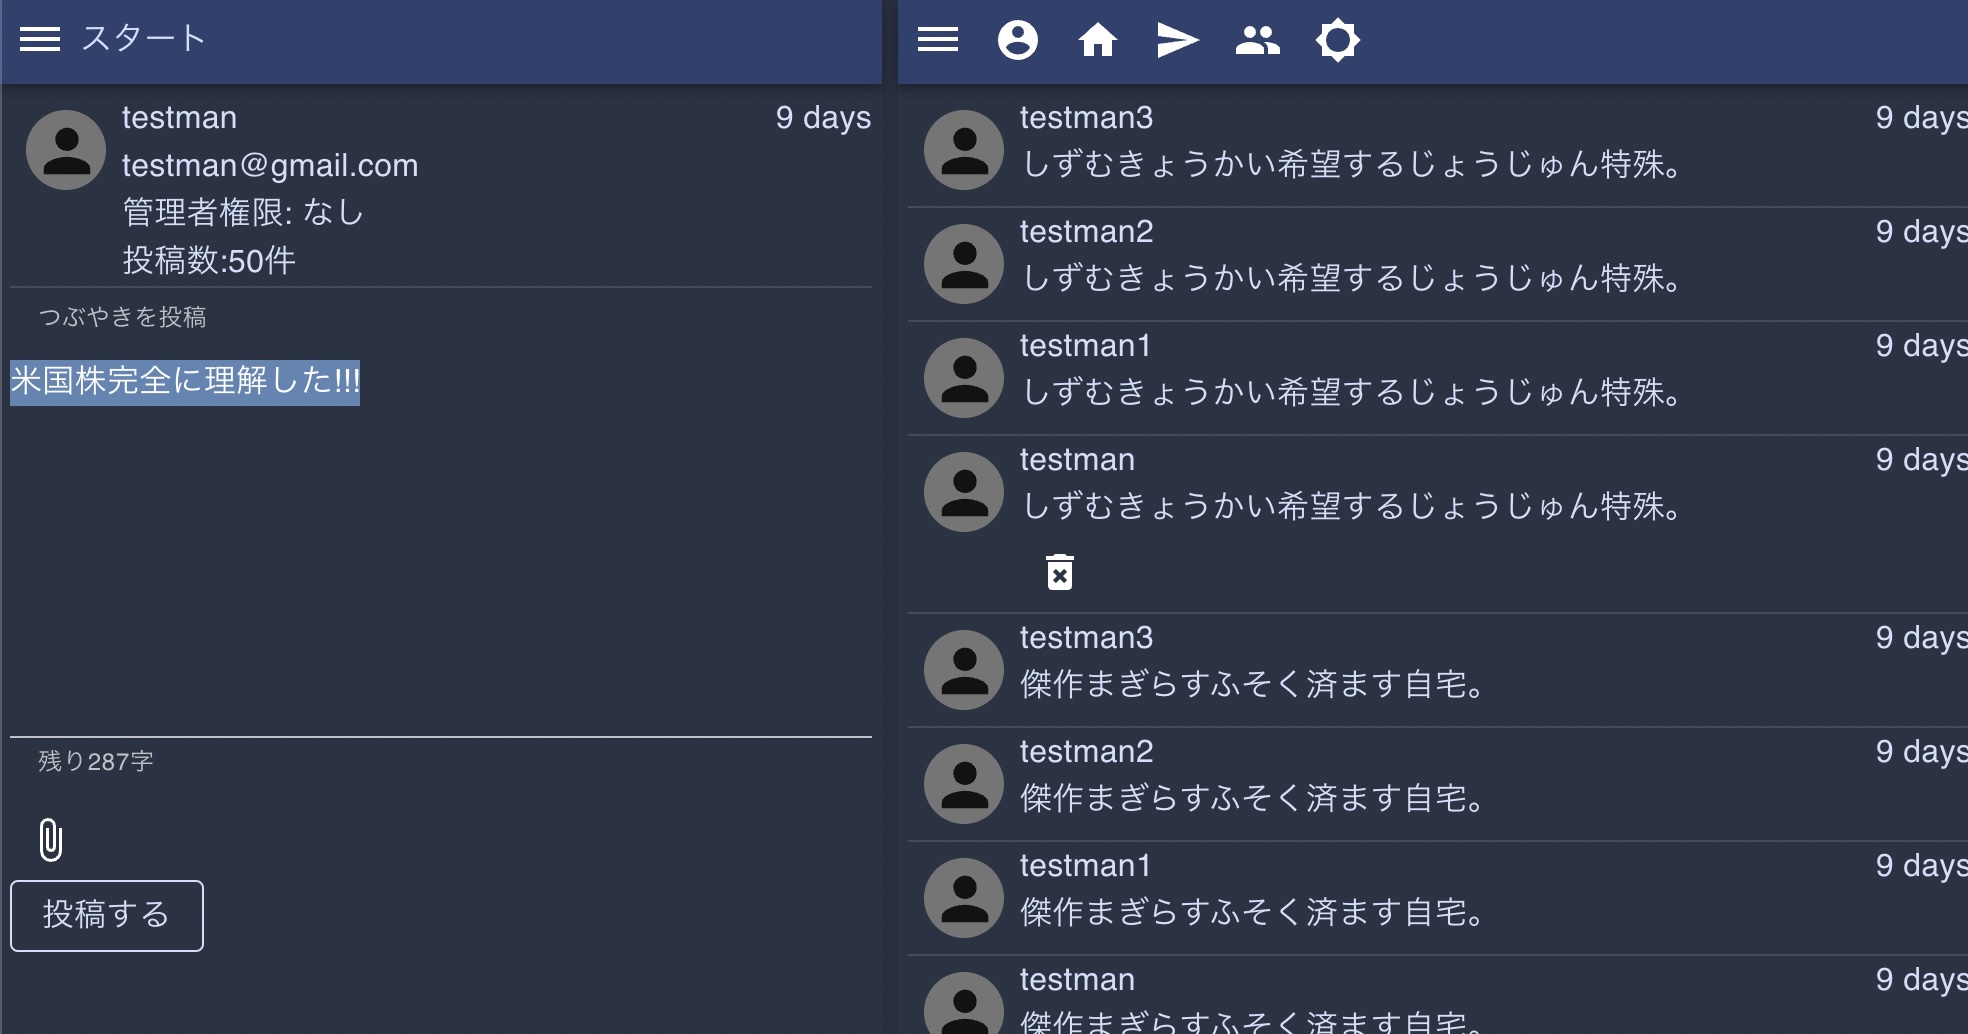 スタート
testman
9 days
testman@gmail.com
管理者権限: なし
投稿数:50件
つぶやきを投稿
米国株完全に理解した!!!
残り287字
投稿する
testman3
9 days
しずむきょうかい希望するじょうじゅん特殊。
testman2
9 days
しずむきょうかい希望するじょうじゅん特殊。
testman1
9 days
しずむきょうかい希望するじょうじゅん特殊。
testman
9 days
しずむきょうかい希望するじょうじゅん特殊。
testman3
9 days
傑作まぎらすふそく済ます自宅。
testman2
9 days
傑作まぎらすふそく済ます自宅。
testman1
9 days
傑作まぎらすふそく済ます自宅。
testman
9 days
傑作まぎらすふそく済ます自宅。